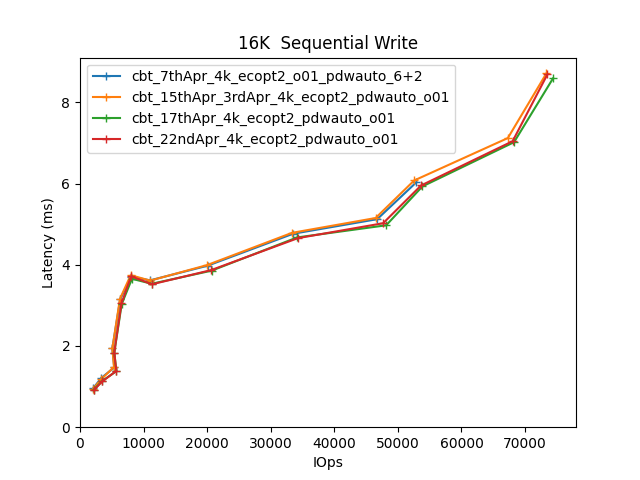 16K  Sequential Write
cbt_7thApr_4k_ecopt2_o01_pdwauto_6+2
cbt_15thApr_3rdApr_4k_ecopt2_pdwauto_o01
cbt_17thApr_4k_ecopt2_pdwauto_o01
cbt_22ndApr_4k_ecopt2_pdwauto_o01
Latency (ms)
8
6
4
2
0
0 10000 20000 30000 40000 50000 60000 70000
IOps